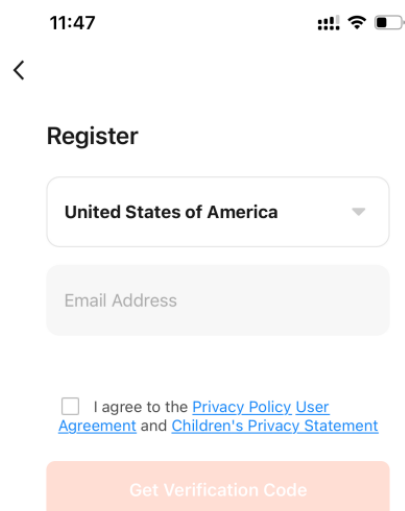 11:47
Register
United States of America
Email Address
I agree to the Privacy Policy User
Agreement and Children's Privacy Statement
Get Verification Code